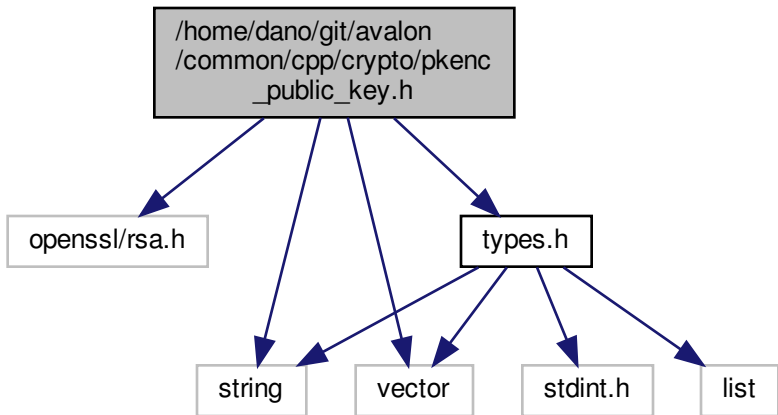 /home/dano/git/avalon
/common/cpp/crypto/pkenc
_public_key.h
openssl/rsa.h
types.h
string
vector
stdint.h
list